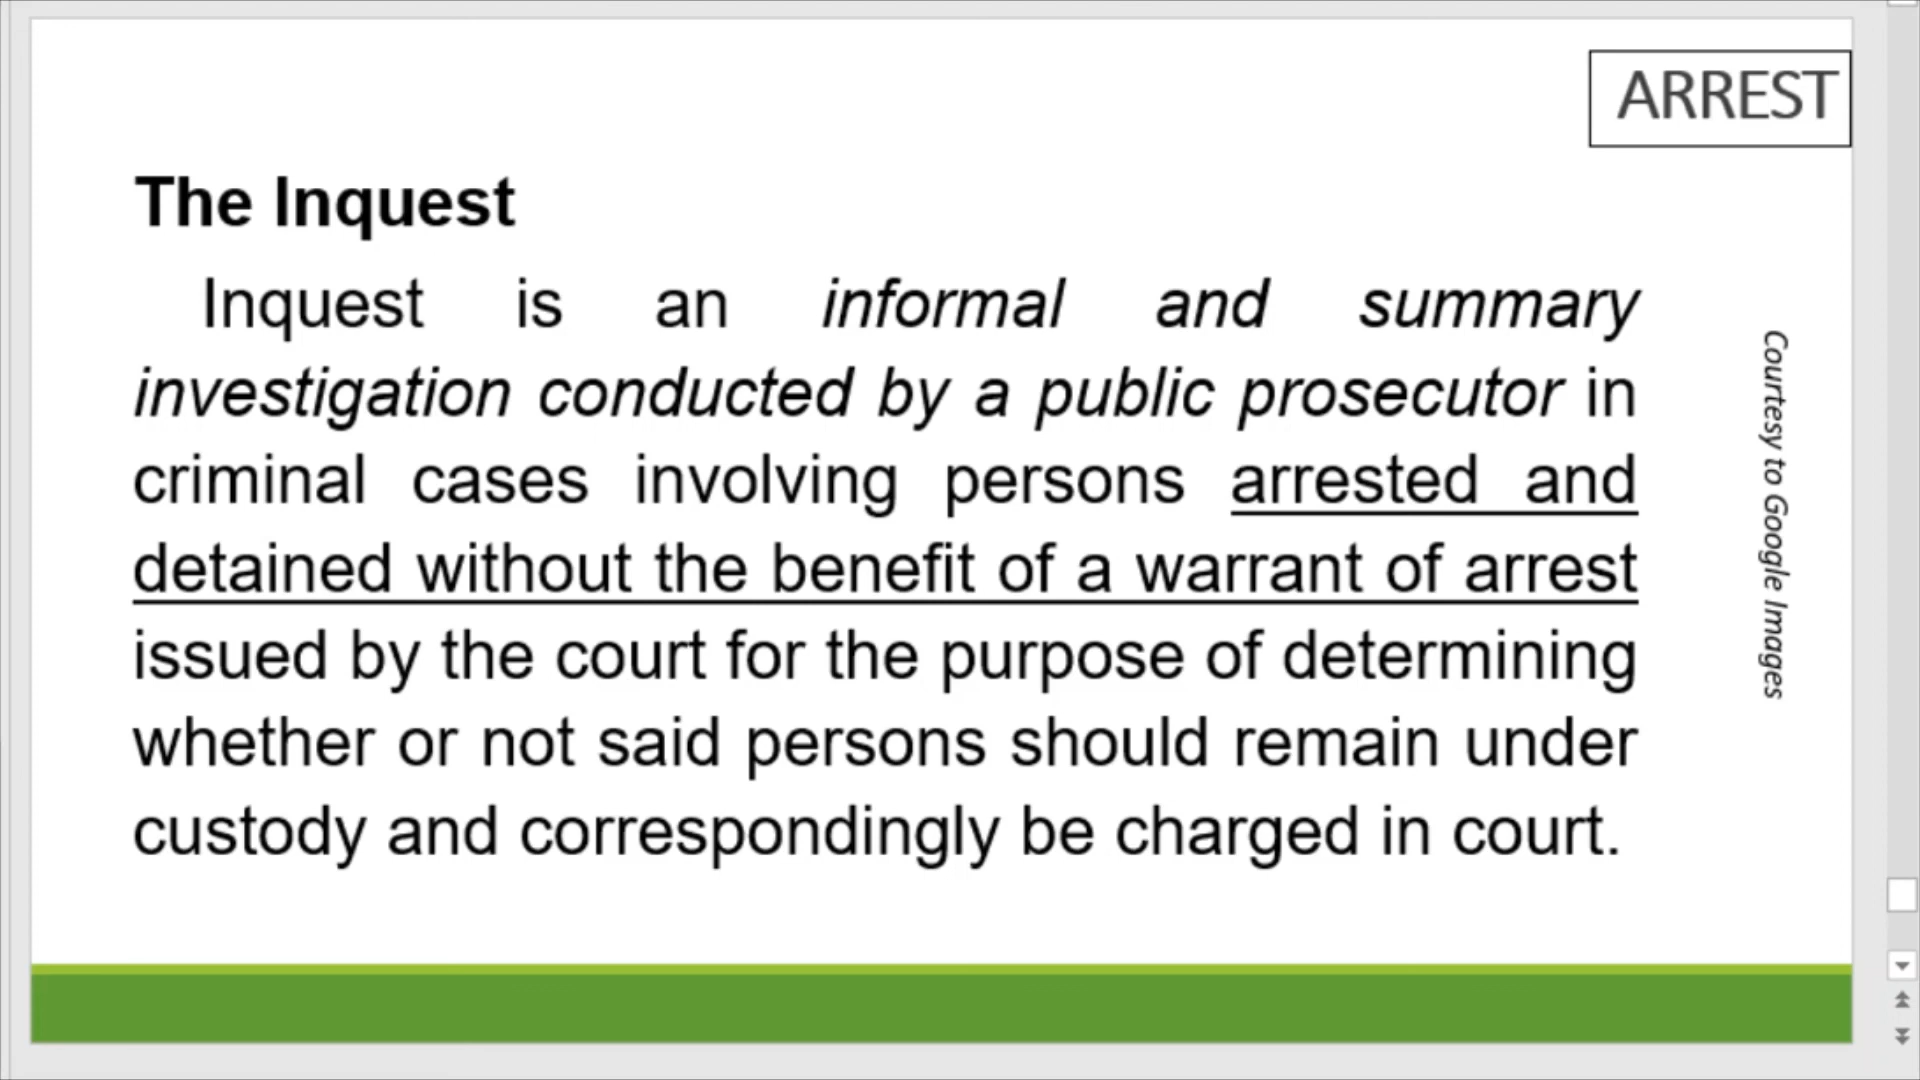 ARREST
The Inquest
Inquest is an informal and summary
investigation conducted by a public prosecutor in
criminal cases involving persons arrested and
detained without the benefit of a warrant of arrest
issued by the court for the purpose of determining
whether or not said persons should remain under
custody and correspondingly be charged in court.
Courtesy to Google Images